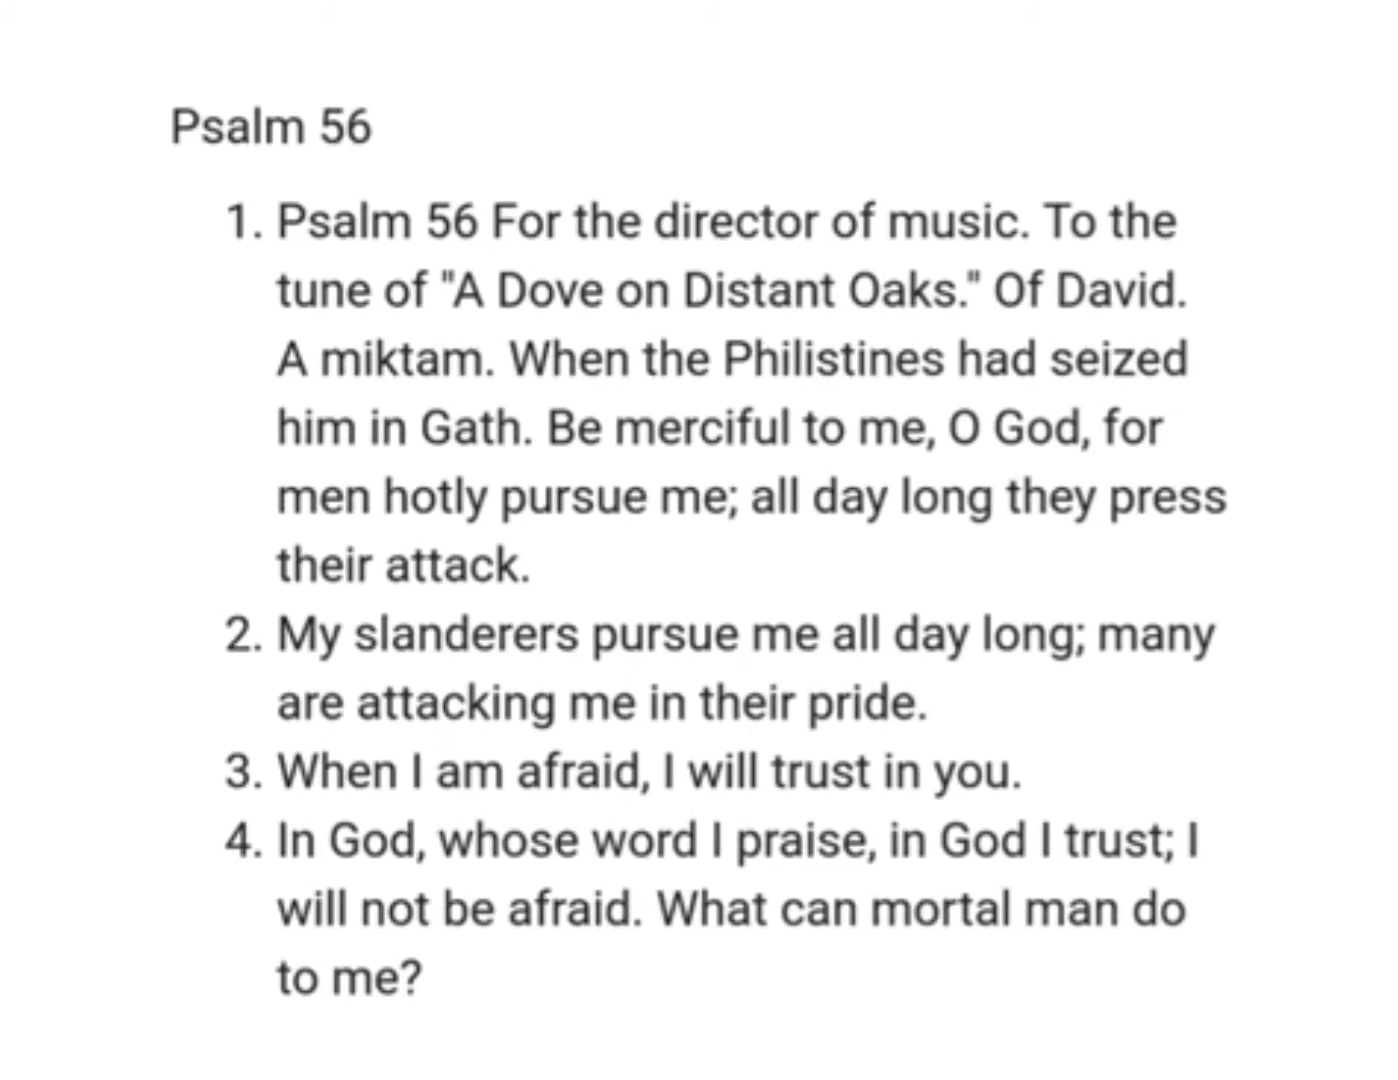 Psalm 56
1. Psalm 56 For the director of music. To the
tune of "A Dove on Distant Oaks." Of David.
A miktam. When the Philistines had seized
him in Gath. Be merciful to me, O God, for
men hotly pursue me; all day long they press
their attack.
2. My slanderers pursue me all day long; many
are attacking me in their pride.
3. When I am afraid, I will trust in you.
4. In God, whose word I praise, in God I trust; I
will not be afraid. What can mortal man do
to me?